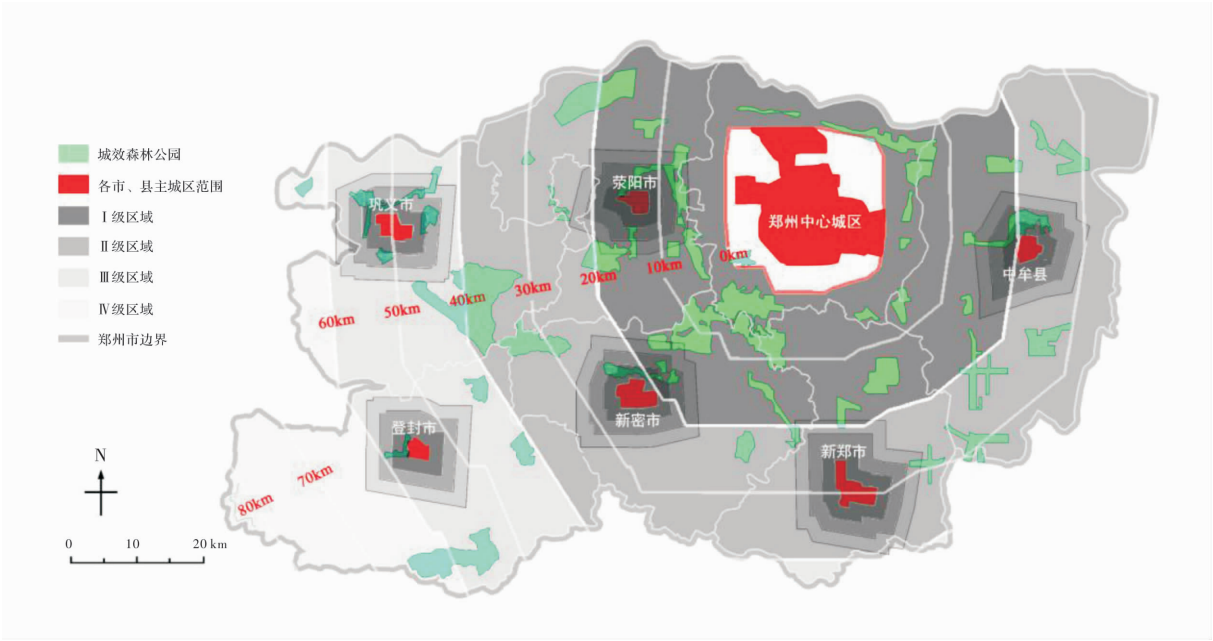 城效森林公园
各市、县主城区范围
Ⅰ级区域
Ⅱ级区域
Ⅲ级区域
Ⅳ级区域
郑州市边界
N
0 10 20 km
巩义市
荥阳市
郑州中心城区
中牟县
新密市
登封市
新郑市
0km
10km
20km
30km
40km
50km
60km
70km
80km